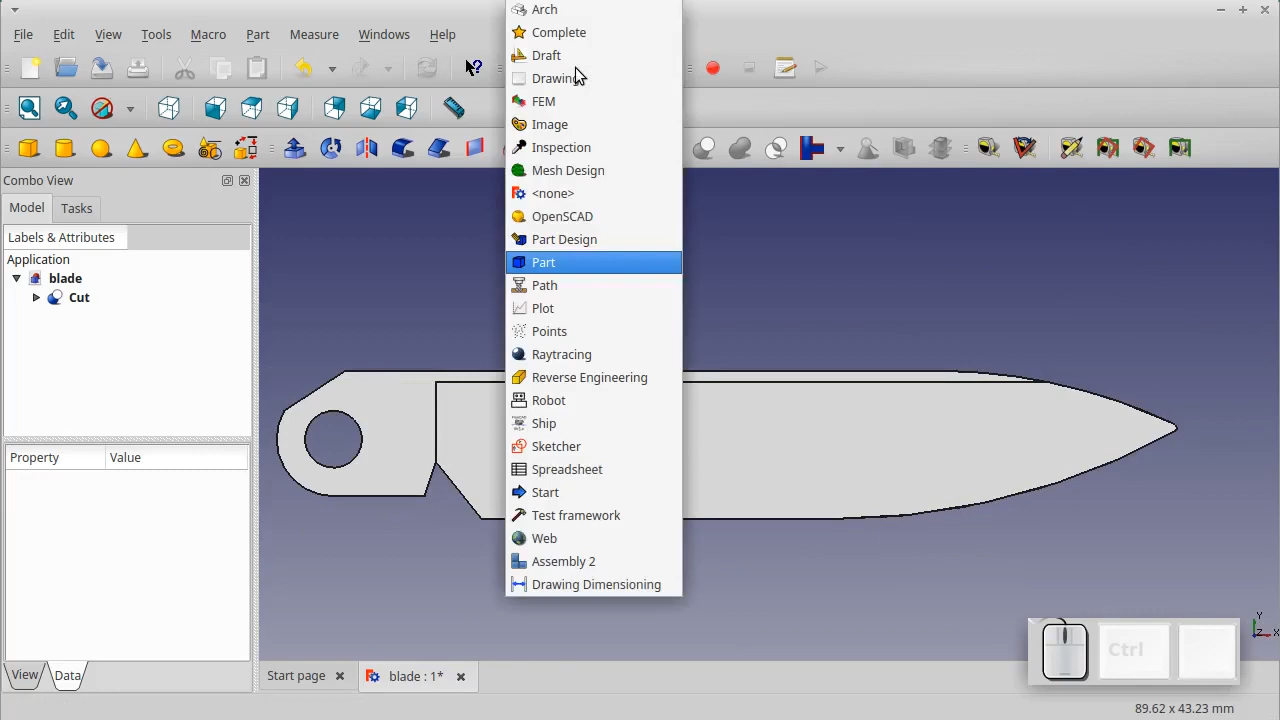 File Edit View Tools Macro Part Measure Windows Help
Combo View
Model Tasks
Labels & Attributes
Application
blade
Cut
Property Value
View Data
Arch
Complete
Draft
Drawing
FEM
Image
Inspection
Mesh Design
<none>
OpenSCAD
Part Design
Part
Path
Plot
Points
Raytracing
Reverse Engineering
Robot
Ship
Sketcher
Spreadsheet
Start
Test framework
Web
Assembly 2
Drawing Dimensioning
Y
Z X
Ctrl
Start page blade : 1*
89.62 x 43.23 mm